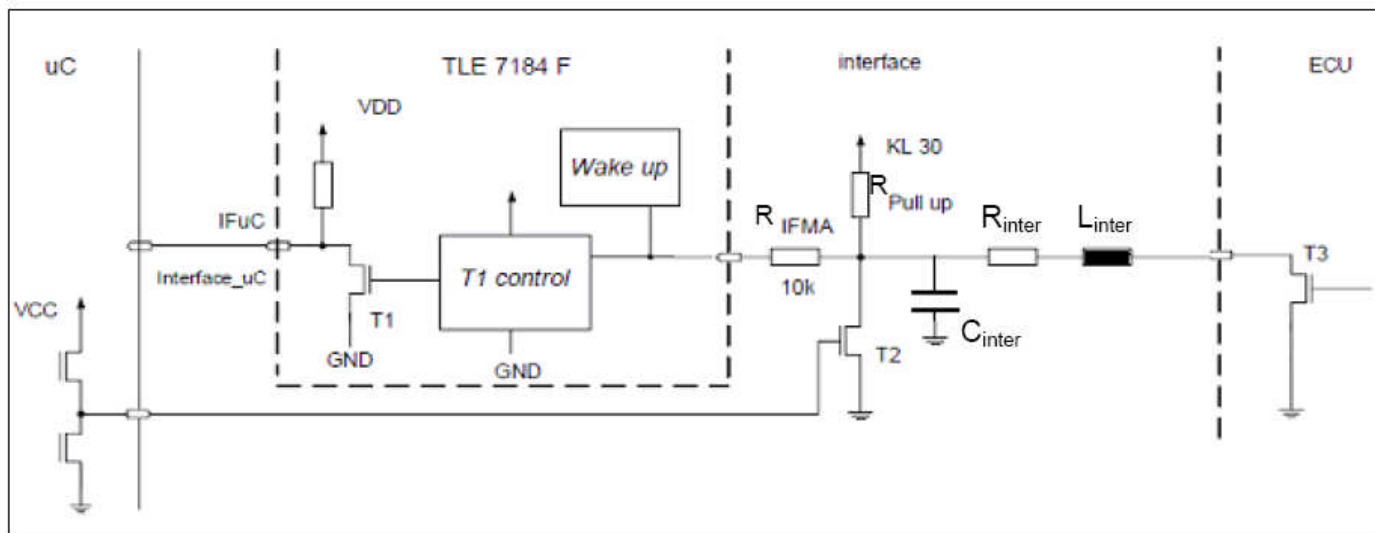 uC
TLE 7184 F
interface
ECU
VDD
Wake up
KL 30
R
Pull up
IFuC
R
IFMA
R inter
L inter
T3
Interface_uC
T1 control
10k
VCC
T1
C inter
T2
GND
GND